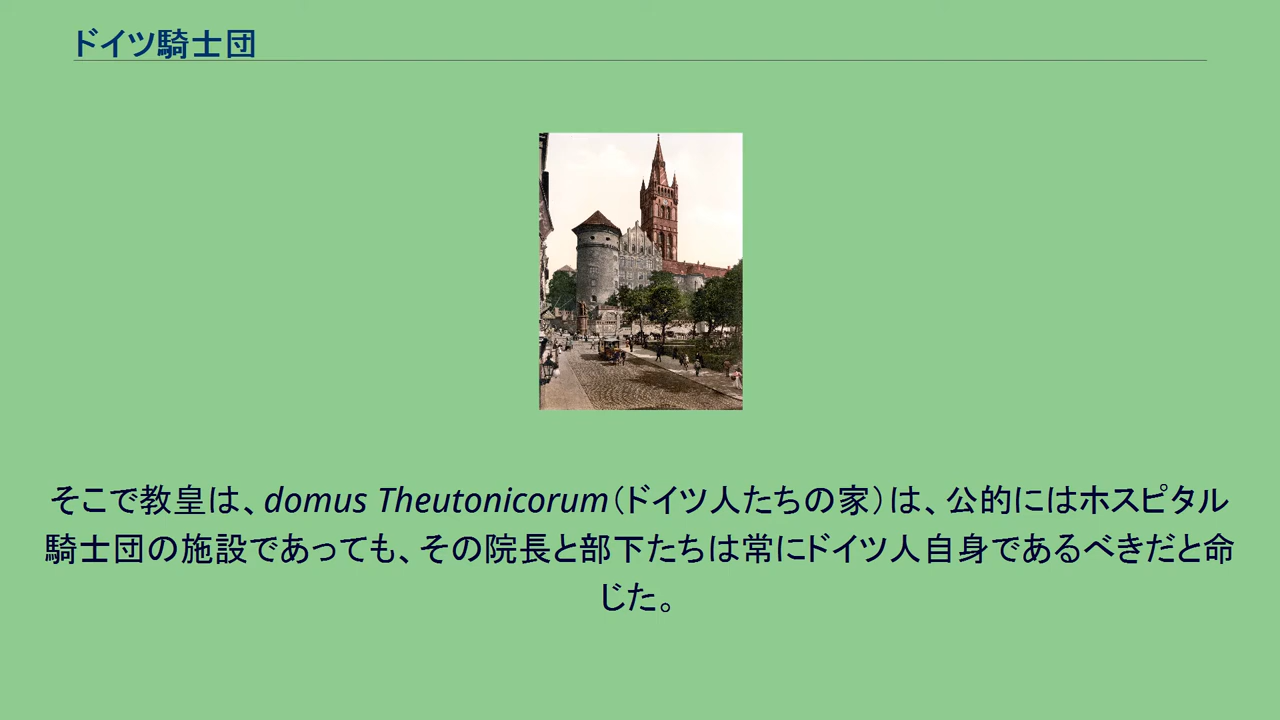 ドイツ騎士団
そこで教皇は、domus Theutonicorum（ドイツ人たちの家）は、公的にはホスピタル
騎士団の施設であっても、その院長と部下たちは常にドイツ人自身であるべきだと命
じた。